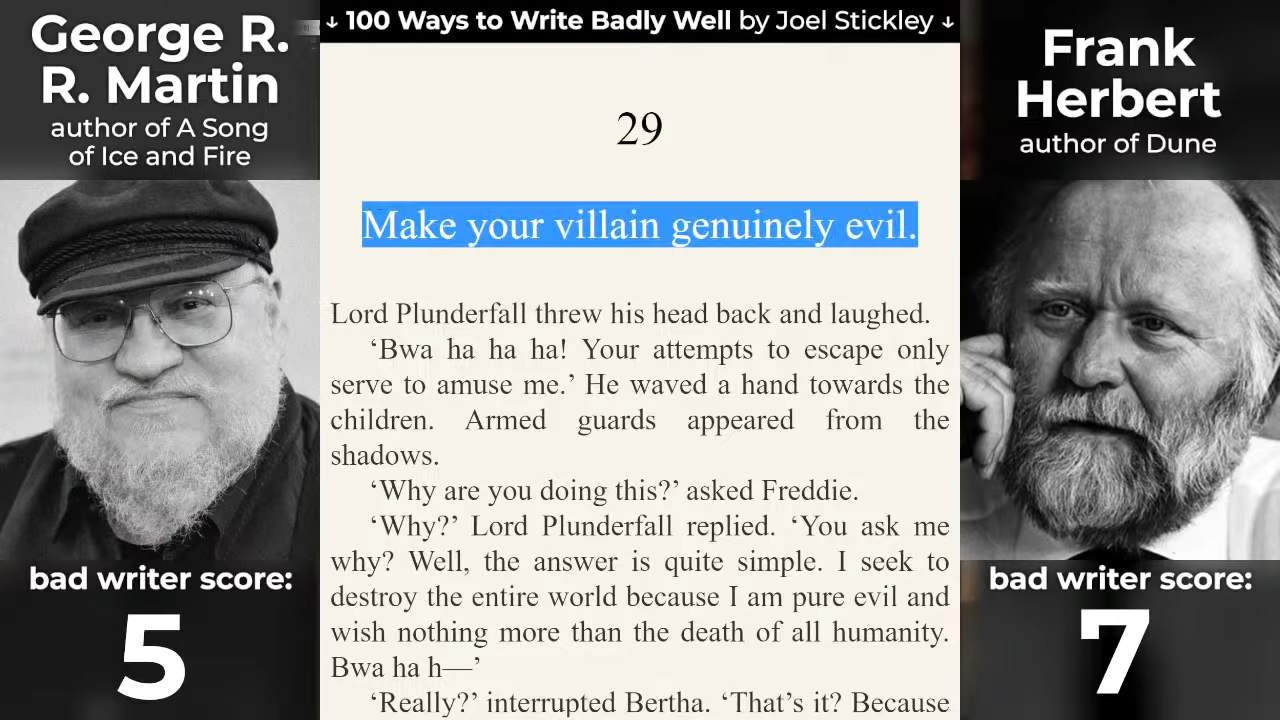 George R.
R. Martin
author of A Song
of Ice and Fire
bad writer score:
5
↓ 100 Ways to Write Badly Well by Joel Stickley ↓
29
Make your villain genuinely evil.
Lord Plunderfall threw his head back and laughed.
‘Bwa ha ha ha! Your attempts to escape only
serve to amuse me.’ He waved a hand towards the
children. Armed guards appeared from the
shadows.
‘Why are you doing this?’ asked Freddie.
‘Why?’ Lord Plunderfall replied. ‘You ask me
why? Well, the answer is quite simple. I seek to
destroy the entire world because I am pure evil and
wish nothing more than the death of all humanity.
Bwa ha h—’
‘Really?’ interrupted Bertha. ‘That’s it? Because
Frank
Herbert
author of Dune
bad writer score:
7